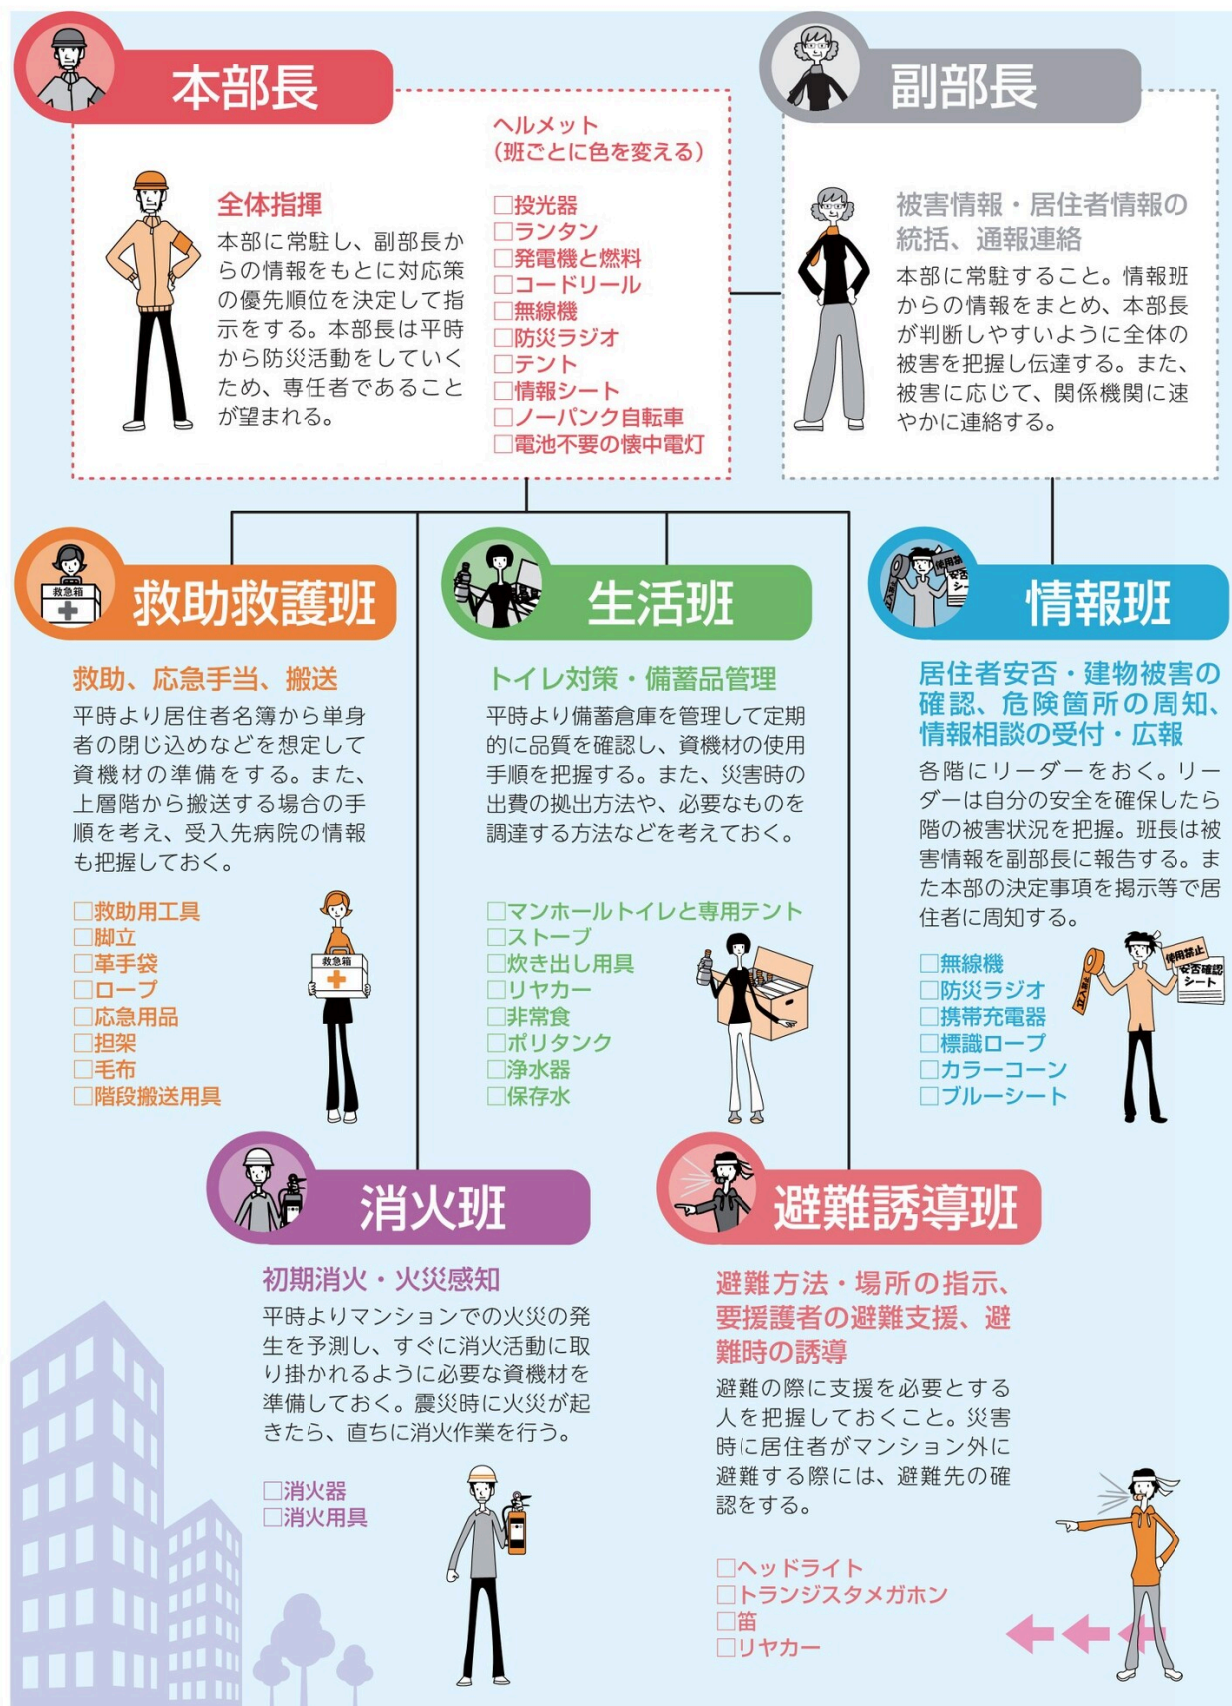 本部長
全体指揮
本部に常駐し、副部長か
らの情報をもとに対応策
の優先順位を決定して指
示をする。本部長は平時
から防災活動をしていく
ため、専任者であること
が望まれる。
ヘルメット
（班ごとに色を変える）
□投光器
□ランタン
□発電機と燃料
□コードリール
□無線機
□防災ラジオ
□テント
□情報シート
□ノーパンク自転車
□電池不要の懐中電灯
副部長
被害情報・居住者情報の
統括、通報連絡
本部に常駐すること。情報班
からの情報をまとめ、本部長
が判断しやすいように全体の
被害を把握し伝達する。また、
被害に応じて、関係機関に速
やかに連絡する。
救急箱
救助救護班
救助、応急手当、搬送
平時より居住者名簿から単身
者の閉じ込めなどを想定して
資機材の準備をする。また、
上層階から搬送する場合の手
順を考え、受入先病院の情報
も把握しておく。
□救助用工具
□脚立
□革手袋
□ロープ
□応急用品
□担架
□毛布
□階段搬送用具
救急箱
生活班
トイレ対策・備蓄品管理
平時より備蓄倉庫を管理して定期
的に品質を確認し、資機材の使用
手順を把握する。また、災害時の
出費の拠出方法や、必要なものを
調達する方法などを考えておく。
□マンホールトイレと専用テント
□ストーブ
□炊き出し用具
□リヤカー
□非常食
□ポリタンク
□浄水器
□保存水
使用禁
安否
シー
立入禁
情報班
居住者安否・建物被害の
確認、危険箇所の周知、
情報相談の受付・広報
各階にリーダーをおく。リー
ダーは自分の安全を確保したら
階の被害状況を把握。班長は被
害情報を副部長に報告する。ま
た本部の決定事項を掲示等で居
住者に周知する。
□無線機
□防災ラジオ
□携帯充電器
□標識ロープ
□カラーコーン
□ブルーシート
立入禁止
使用禁止
安否確認
シート
消火班
初期消火・火災感知
平時よりマンションでの火災の発
生を予測し、すぐに消火活動に取
り掛かれるように必要な資機材を
準備しておく。震災時に火災が起
きたら、直ちに消火作業を行う。
□消火器
□消火用具
避難誘導班
避難方法・場所の指示、
要援護者の避難支援、避
難時の誘導
避難の際に支援を必要とする
人を把握しておくこと。災害
時に居住者がマンション外に
避難する際には、避難先の確
認をする。
□ヘッドライト
□トランジスタメガホン
□笛
□リヤカー